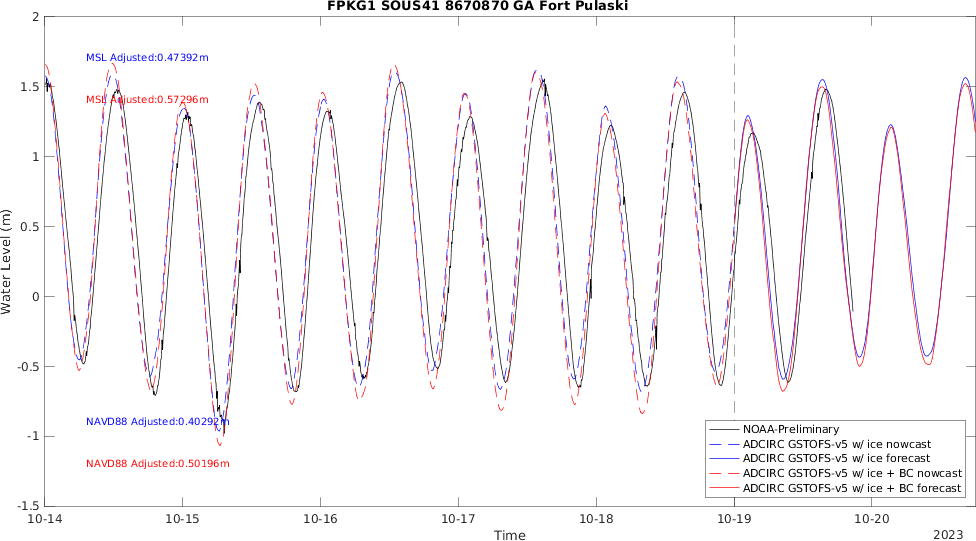 FPKG1 SOUS41 8670870 GA Fort Pulaski
2
1.5
1
0.5
0
-0.5
-1
-1.5
Water Level (m)
MSL Adjusted:0.47392m
MSL Adjusted:0.57296m
NAVD88 Adjusted:0.40292m
NAVD88 Adjusted:0.50196m
NOAA-Preliminary
ADCIRC GSTOFS-v5 w/ ice nowcast
ADCIRC GSTOFS-v5 w/ ice forecast
ADCIRC GSTOFS-v5 w/ ice + BC nowcast
ADCIRC GSTOFS-v5 w/ ice + BC forecast
10-14 10-15 10-16 10-17 10-18 10-19 10-20
Time
2023